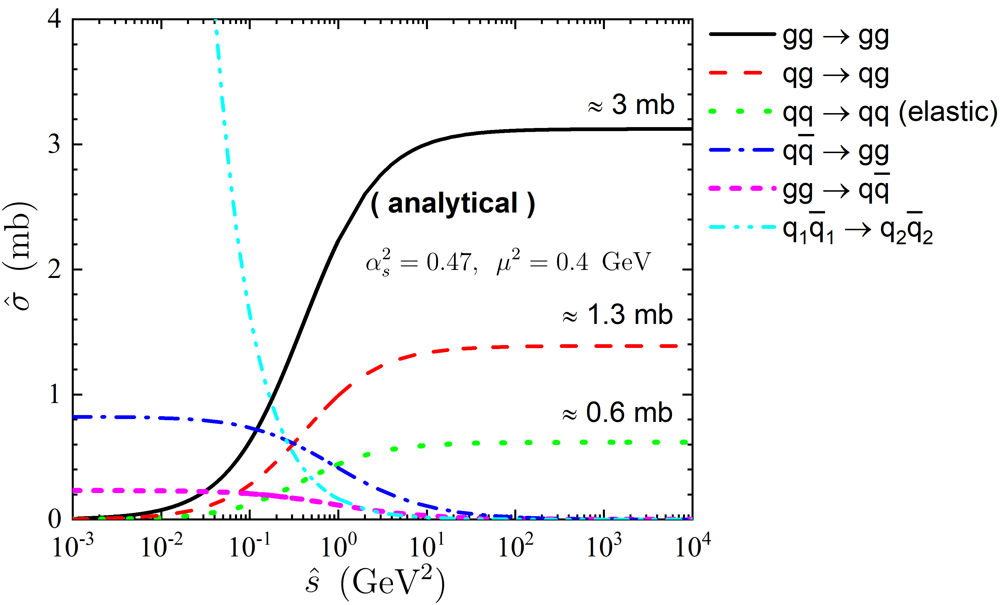 4
3
2
1
0
σ̂ (mb)
≈ 3 mb
( analytical )
α_s^2 = 0.47, μ^2 = 0.4 GeV
≈ 1.3 mb
≈ 0.6 mb
10^-3 10^-2 10^-1 10^0 10^1 10^2 10^3 10^4
ŝ (GeV^2)
gg → gg
qg → qg
qq → qq (elastic)
qq̅ → gg
gg → qq̅
q₁q̅₁ → q₂q̅₂